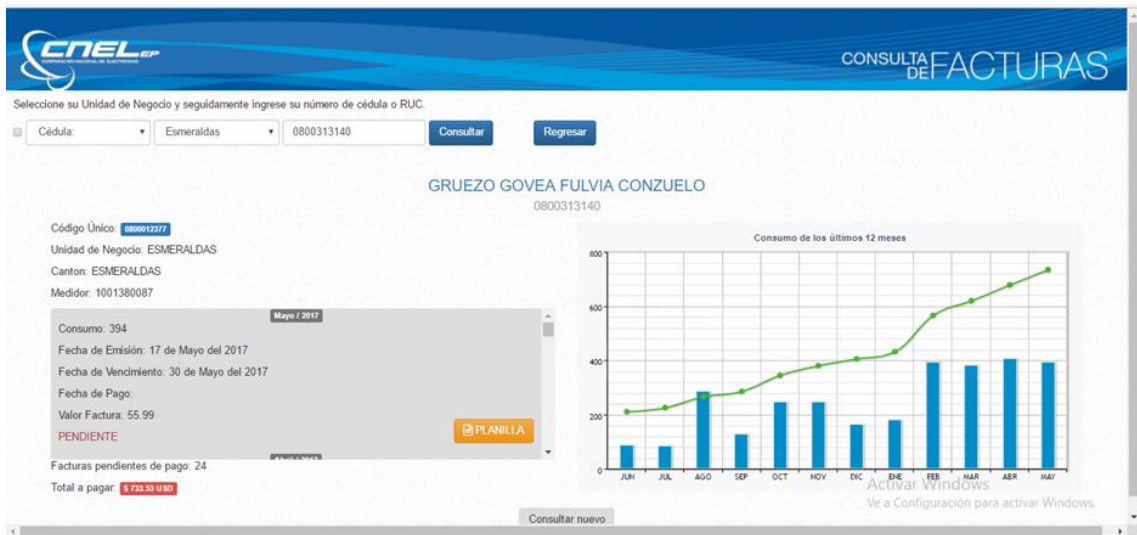 CNEL EP
CORPORACIÓN NACIONAL DE ELECTRICIDAD
CONSULTA DE FACTURAS
Seleccione su Unidad de Negocio y seguidamente ingrese su número de cédula o RUC.
Cédula: Esmeraldas 0800313140 Consultar Regresar
GRUEZO GOVEA FULVIA CONZUELO
0800313140
Código Único: 0800012377
Unidad de Negocio: ESMERALDAS
Canton: ESMERALDAS
Medidor: 1001380087
Mayo / 2017
Consumo: 394
Fecha de Emisión: 17 de Mayo del 2017
Fecha de Vencimiento: 30 de Mayo del 2017
Fecha de Pago:
Valor Factura: 55.99
PENDIENTE
PLANILLA
Facturas pendientes de pago: 24
Total a pagar: $ 733.53 USD
Consumo de los últimos 12 meses
800
600
400
200
0
JUN JUL AGO SEP OCT NOV DIC ENE FEB MAR ABR MAY
Activar Windows
Ve a Configuración para activar Windows.
Consultar nuevo